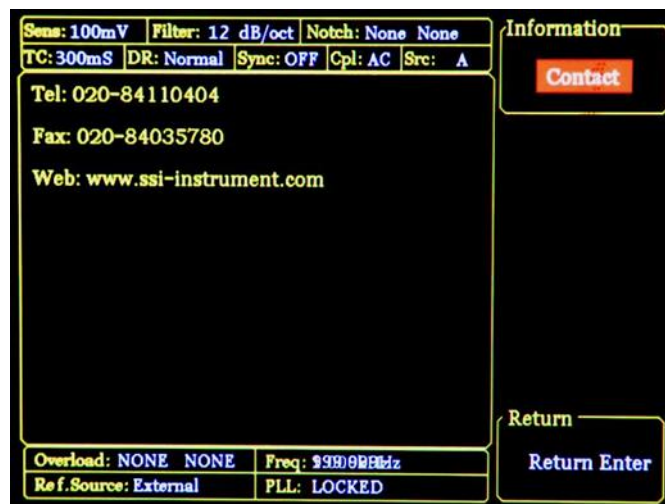 Sens: 100mV Filter: 12 dB/oct Notch: None None
TC: 300mS DR: Normal Sync: OFF Cpl: AC Src: A
Information
Contact
Tel: 020-84110404
Fax: 020-84035780
Web: www.ssi-instrument.com
Return
Return Enter
Overload: NONE NONE Freq:
Ref.Source: External PLL: LOCKED